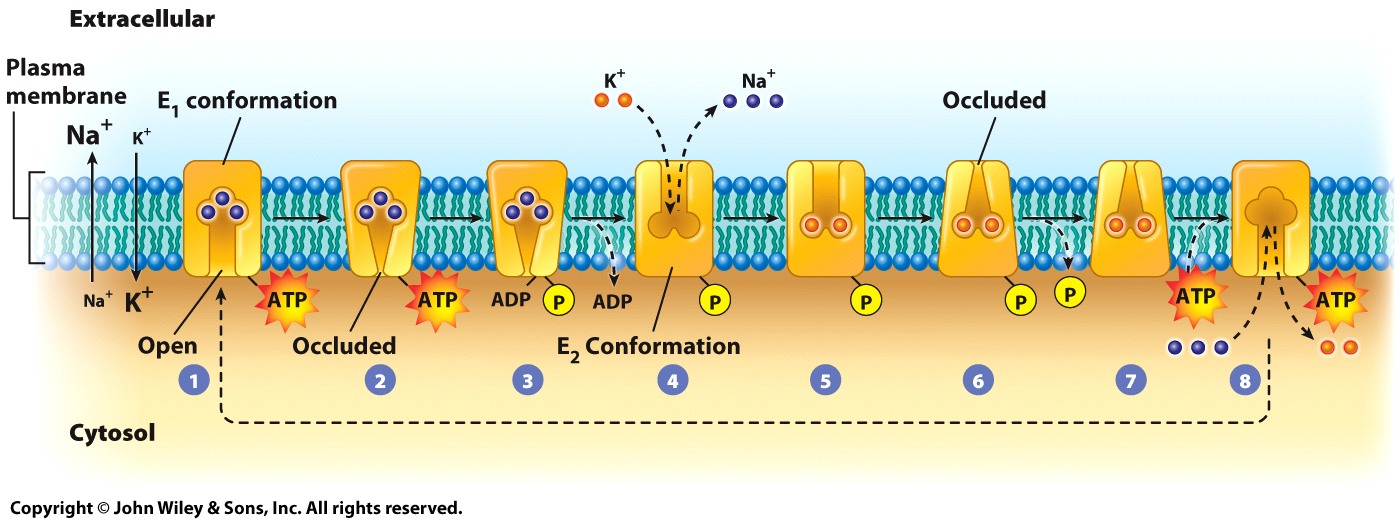 Extracellular
Plasma
membrane
E₁ conformation
Na⁺
K⁺
K⁺
Na⁺
Occluded
Na⁺
K⁺
ATP
ATP
ADP
P
ADP
P
P
P
P
ATP
ATP
Open
Occluded
E₂ Conformation
1
2
3
4
5
6
7
8
Cytosol
Copyright © John Wiley & Sons, Inc. All rights reserved.